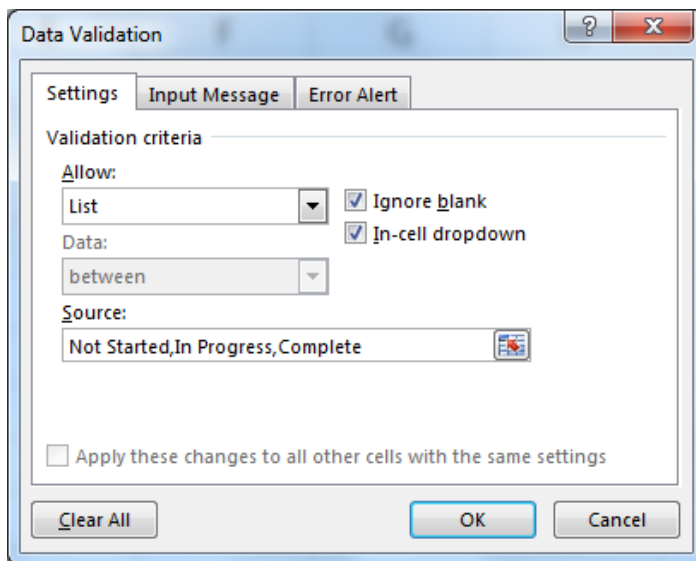 Data Validation
F G
Settings Input Message Error Alert
Validation criteria
Allow:
List
Ignore blank
In-cell dropdown
Data:
between
Source:
Not Started,In Progress,Complete
Apply these changes to all other cells with the same settings
Clear All OK Cancel